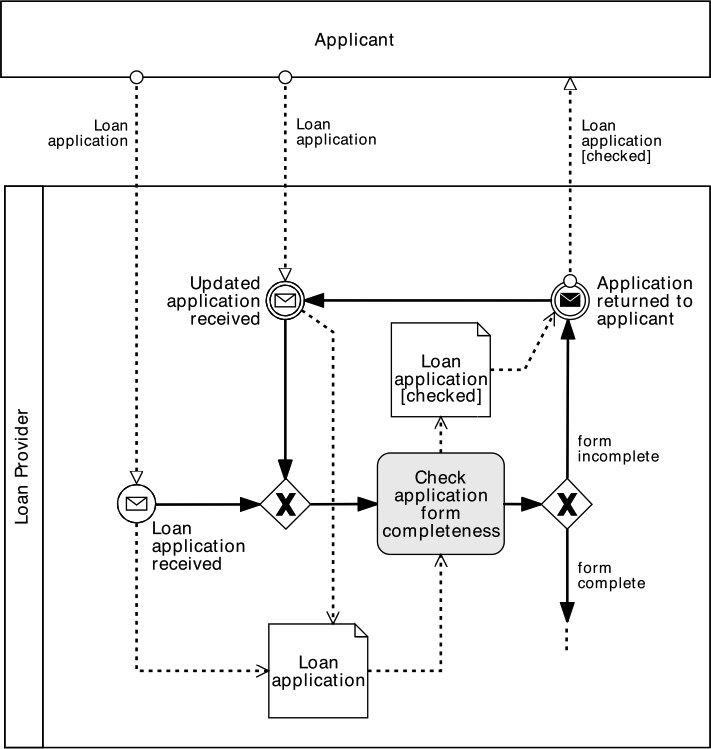 Applicant
Loan
application
Loan
application
Loan
application
[checked]
Loan Provider
Updated
application
received
Application
returned to
applicant
Loan
application
[checked]
form
incomplete
Check
application
form
completeness
X
X
Loan
application
received
form
complete
Loan
application